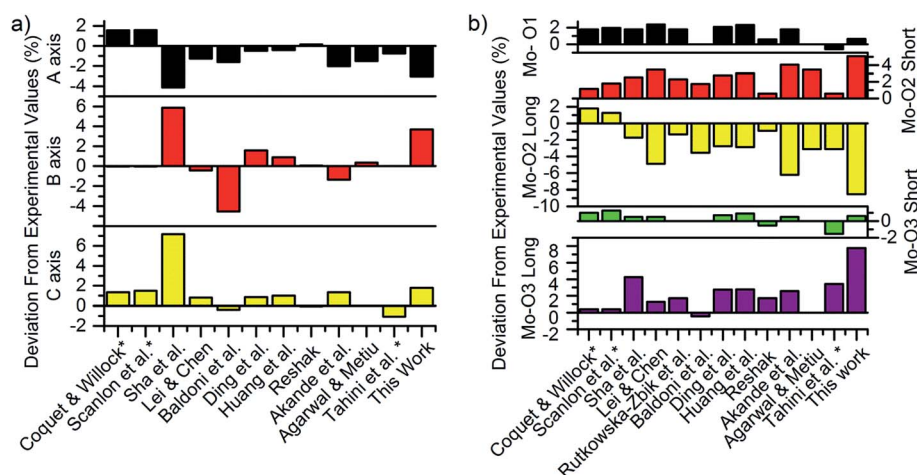 a)
Deviation From Experimental Values (%)
A axis
2
0
-2
-4
B axis
6
4
2
0
-2
-4
C axis
6
4
2
0
-2
Coquet & Willock*
Scanlon et al.*
Sha et al.
Lei & Chen
Baldoni et al.
Ding et al.
Huang et al.
Reshak
Akande et al.
Agarwal & Metiu
Tahini et al.*
This Work
b)
Deviation From Experimental Values (%)
Mo- O1
2
0
Mo-O2 Short
4
2
0
Mo-O2 Long
2
0
-2
-4
-6
-8
-10
Mo-O3 Short
0
-2
Mo-O3 Long
8
6
4
2
0
Coquet & Willock*
Scanlon et al.*
Sha et al.
Lei & Chen
Rutkowska-Zbik et al.
Baldoni et al.
Ding et al.
Huang et al.
Reshak
Akande et al.
Agarwal & Metiu
Tahini et al.*
This work